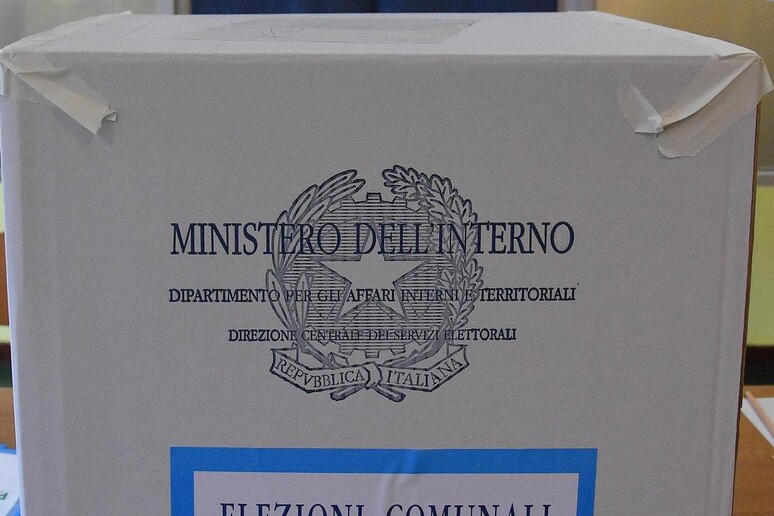 MINISTERO DELL'INTERNO
DIPARTIMENTO PER GLI AFFARI INTERNI E TERRITORIALI
DIREZIONE CENTRALE DEI SERVIZI ELETTORALI
REPVBBLICA ITALIANA
ELEZIONI COMUNALI